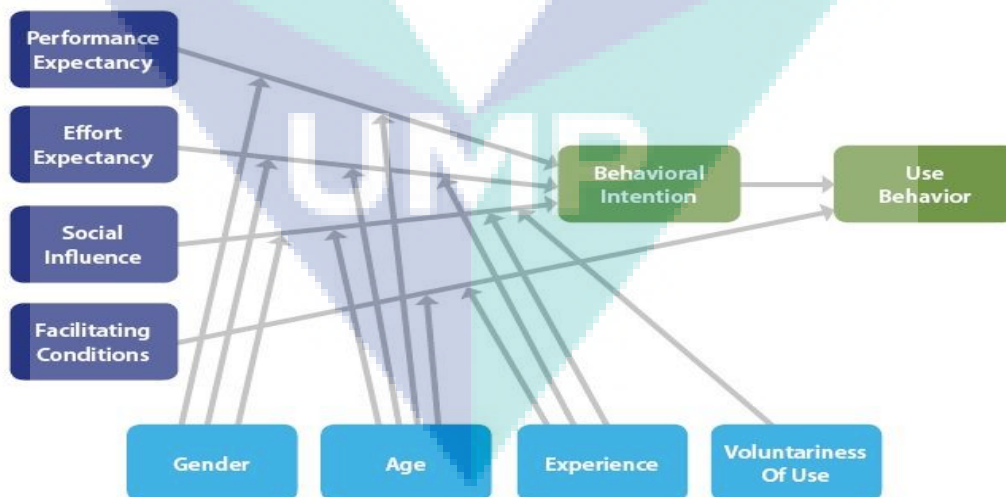 Performance
Expectancy
Effort
Expectancy
Social
Influence
Facilitating
Conditions
UMP
Behavioral
Intention
Use
Behavior
Gender
Age
Experience
Voluntariness
Of Use